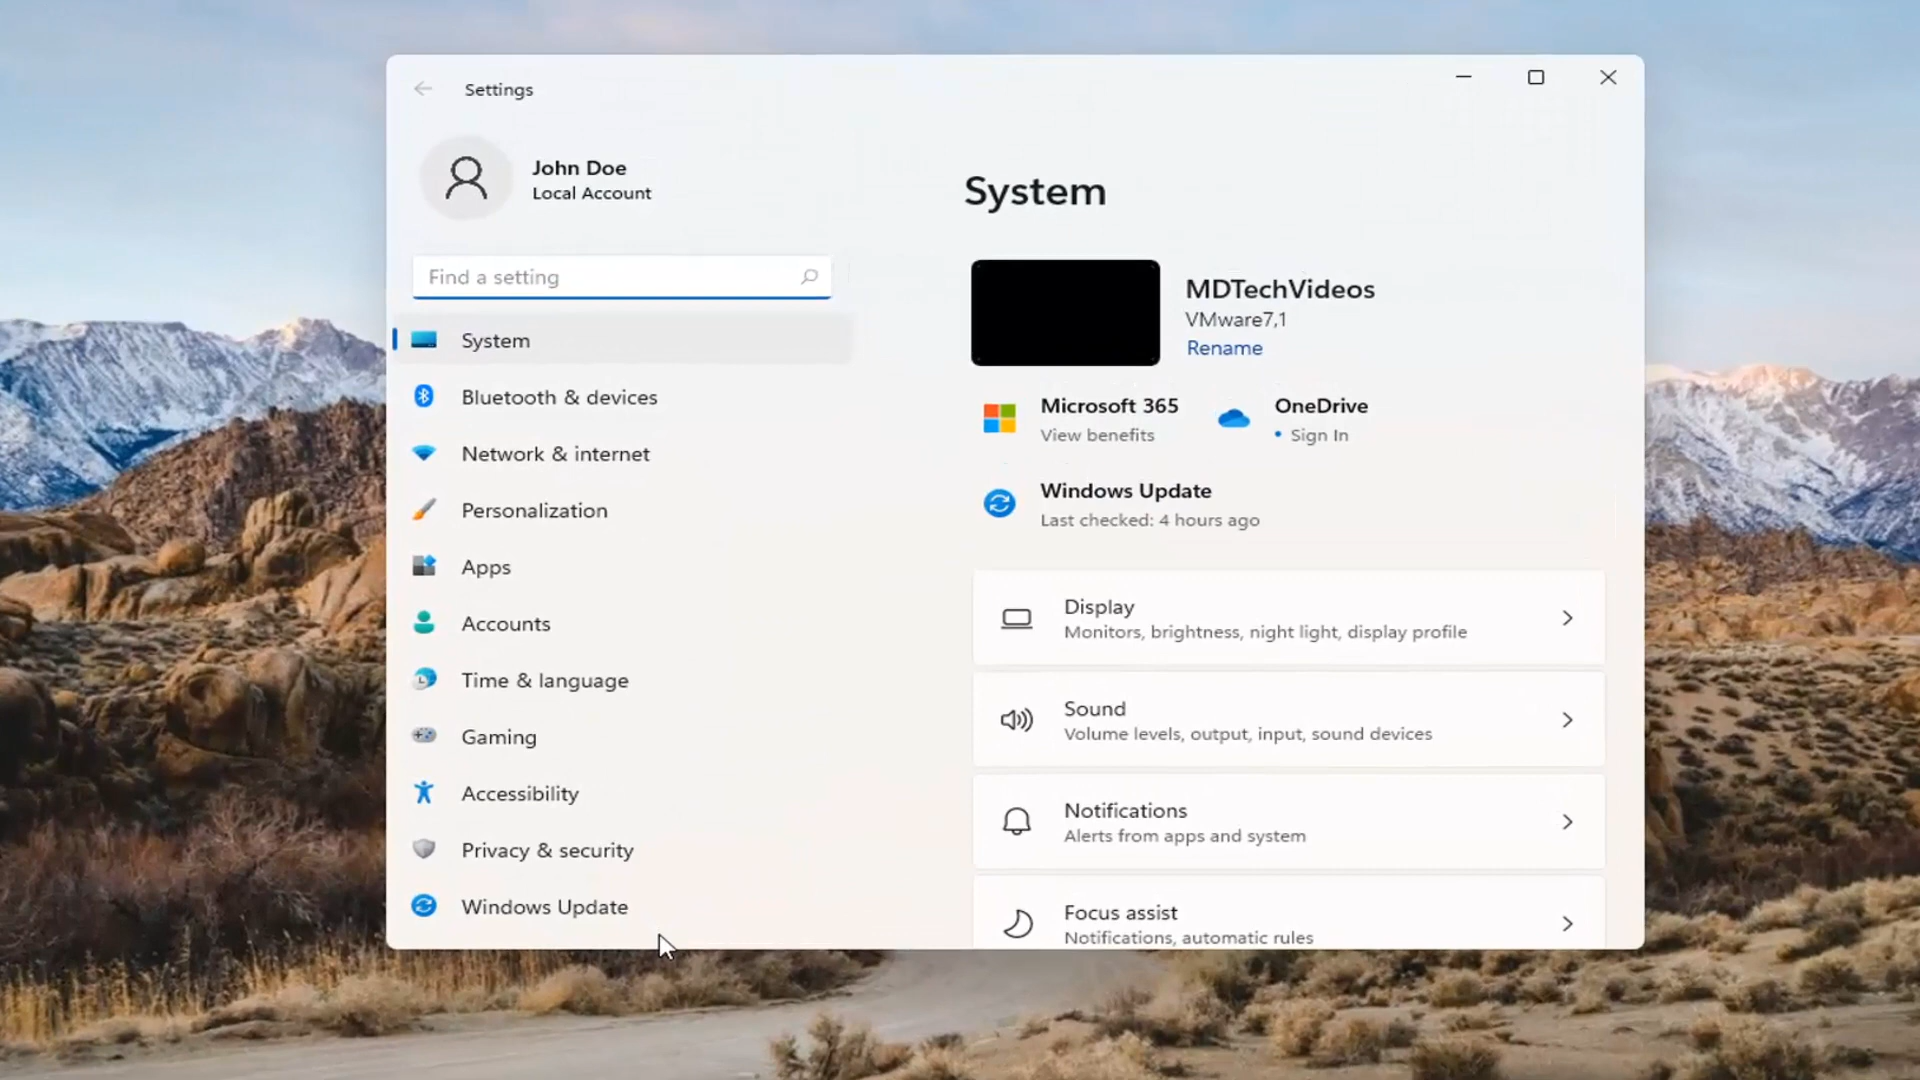 Settings
John Doe
Local Account
Find a setting
System
Bluetooth & devices
Network & internet
Personalization
Apps
Accounts
Time & language
Gaming
Accessibility
Privacy & security
Windows Update
System
MDTechVideos
VMware7,1
Rename
Microsoft 365
View benefits
OneDrive
• Sign In
Windows Update
Last checked: 4 hours ago
Display
Monitors, brightness, night light, display profile
Sound
Volume levels, output, input, sound devices
Notifications
Alerts from apps and system
Focus assist
Notifications, automatic rules